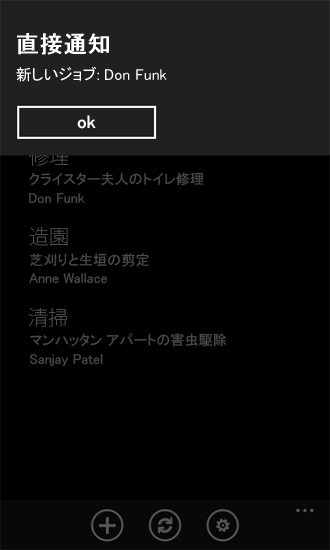 直接通知
新しいジョブ: Don Funk
ok
修理
クライスター夫人のトイレ修理
Don Funk
造園
芝刈りと生垣の剪定
Anne Wallace
清掃
マンハッタン アパートの害虫駆除
Sanjay Patel